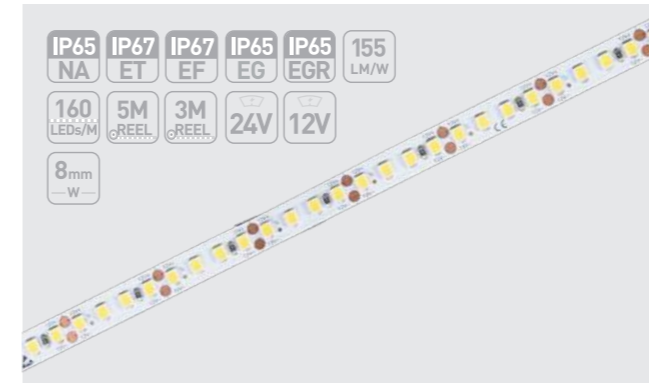 IP65 IP67 IP67 IP65 IP65 155
NA ET EF EG EGR LM/W
160 5M 3M 24V 12V
LEDs/M REEL REEL
8mm
W